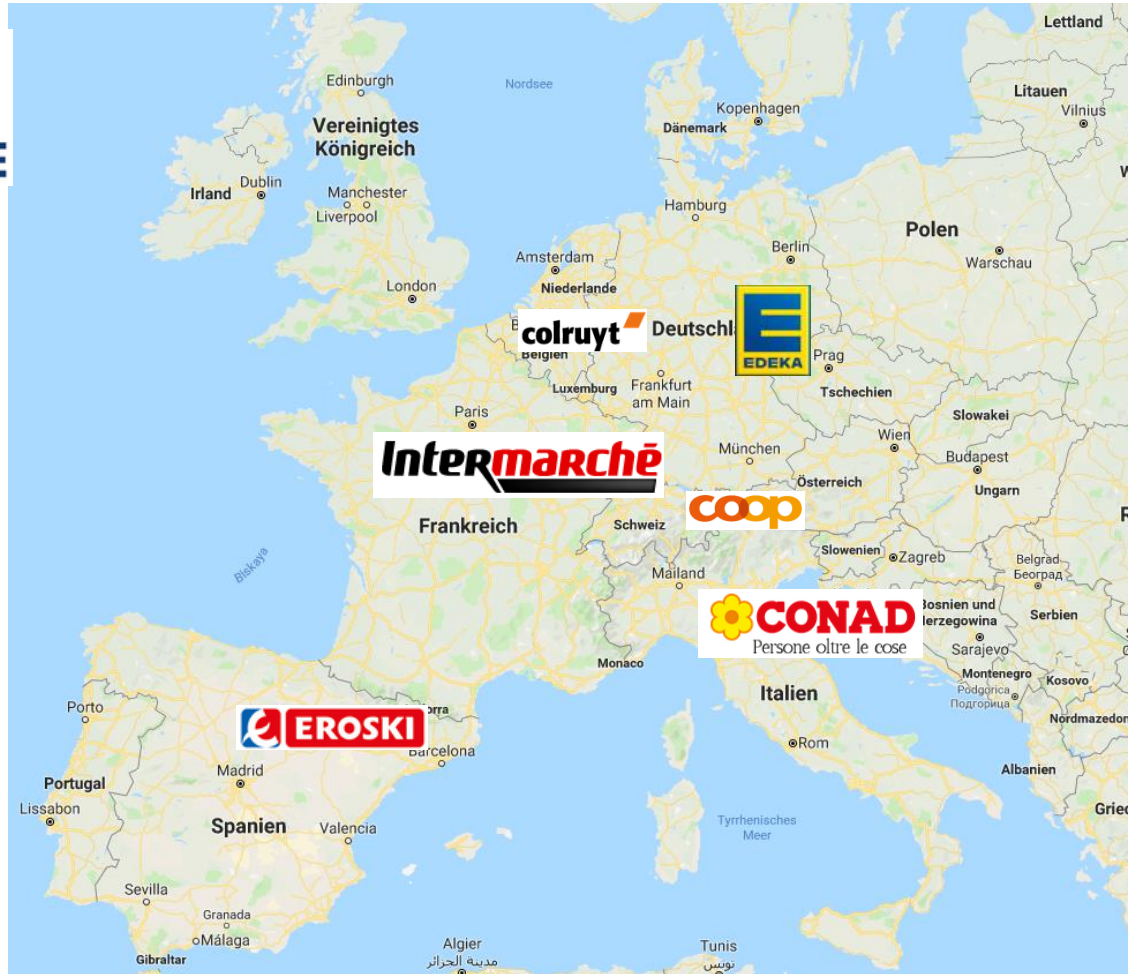 Lettland
Edinburgh
Nordsee
Litauen
Vilnius
Kopenhagen
Dänemark
Vereinigtes
Königreich
E
Irland
Dublin
Manchester
Liverpool
Hamburg
Polen
Berlin
Warschau
Amsterdam
Niederlande
London
colruyt
Belgien
Deutschl
E
EDEKA
Prag
Tschechien
Luxemburg
Frankfurt
am Main
Paris
Slowakei
Wien
Budapest
Ungarn
München
Österreich
Intermarchē
Frankreich
coop
Schweiz
Slowenien
Zagreb
Belgrad
Београд
Biskaya
Mailand
CONAD
Persone oltre le cose
Bosnien und
Herzegowina
Serbien
Sarajevo
Monaco
Montenegro
Kosovo
Podgorica
Подгорица
Italien
Nordmazedon
Porto
EROSKI
orra
Barcelona
Rom
Madrid
Albanien
Portugal
Lissabon
Spanien
Valencia
Tyrrhenisches
Meer
Griec
Sevilla
Granada
Málaga
Gibraltar
Algier
مدينة الجزائر
Tunis
تونس